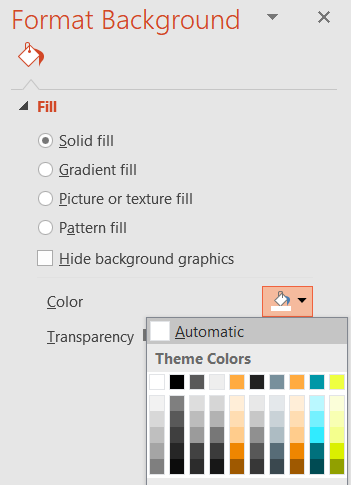 Format Background
Fill
Solid fill
Gradient fill
Picture or texture fill
Pattern fill
Hide background graphics
Color
Automatic
Transparency
Theme Colors